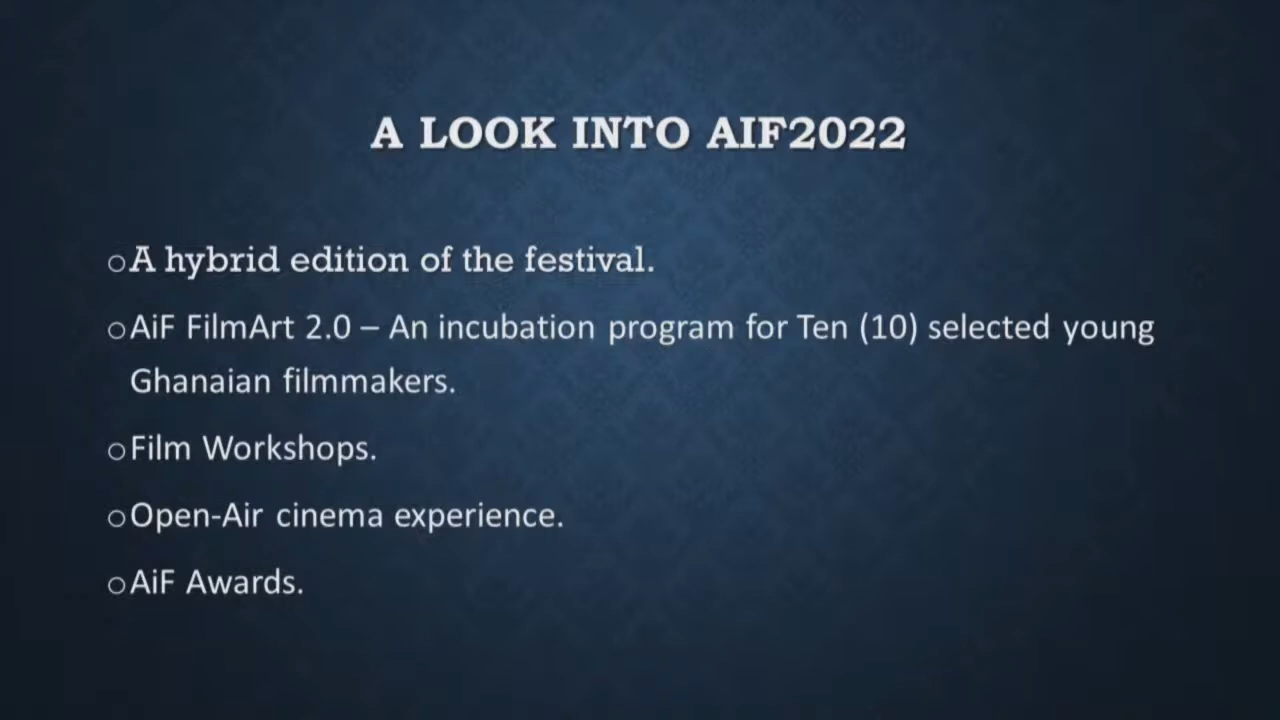 A LOOK INTO AIF2022
○A hybrid edition of the festival.
○AiF FilmArt 2.0 – An incubation program for Ten (10) selected young
Ghanaian filmmakers.
○Film Workshops.
○Open-Air cinema experience.
○AiF Awards.